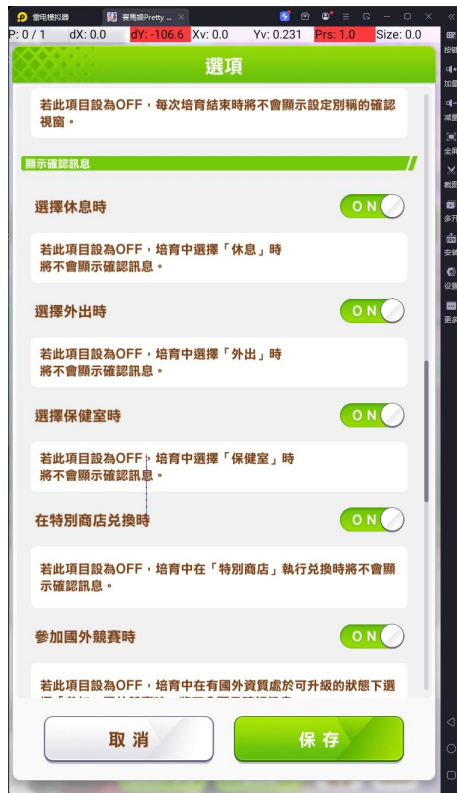 雷电模拟器
賽馬娘Pretty ...
P: 0 / 1 dX: 0.0 dY: -106.6 Xv: 0.0 Yv: 0.231 Prs: 1.0 Size: 0.0
選項
若此項目設為OFF，每次培育結束時將不會顯示設定別稱的確認
視窗。
顯示確認訊息
選擇休息時
ON
若此項目設為OFF，培育中選擇「休息」時
將不會顯示確認訊息。
選擇外出時
ON
若此項目設為OFF，培育中選擇「外出」時
將不會顯示確認訊息。
選擇保健室時
ON
若此項目設為OFF，培育中選擇「保健室」時
將不會顯示確認訊息。
在特別商店兌換時
ON
若此項目設為OFF，培育中在「特別商店」執行兌換時將不會顯
示確認訊息。
參加國外競賽時
ON
若此項目設為OFF，培育中在有國外資質處於可升級的狀態下選
取消
保存
按键
加量
减量
全屏
截图
多开
安装
设置
更多